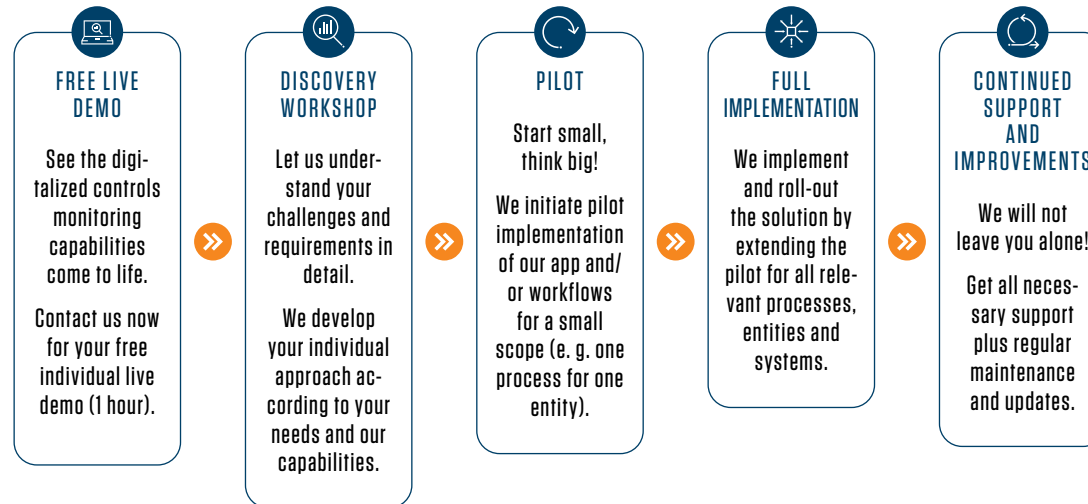 FREE LIVE
DEMO
See the digi-
talized controls
monitoring
capabilities
come to life.
Contact us now
for your free
individual live
demo (1 hour).
DISCOVERY
WORKSHOP
Let us under-
stand your
challenges and
requirements in
detail.
We develop
your individual
approach ac-
cording to your
needs and our
capabilities.
PILOT
Start small,
think big!
We initiate pilot
implementation
of our app and/
or workflows
for a small
scope (e. g. one
process for one
entity).
FULL
IMPLEMENTATION
We implement
and roll-out
the solution by
extending the
pilot for all rele-
vant processes,
entities and
systems.
CONTINUED
SUPPORT
AND
IMPROVEMENTS
We will not
leave you alone!
Get all neces-
sary support
plus regular
maintenance
and updates.